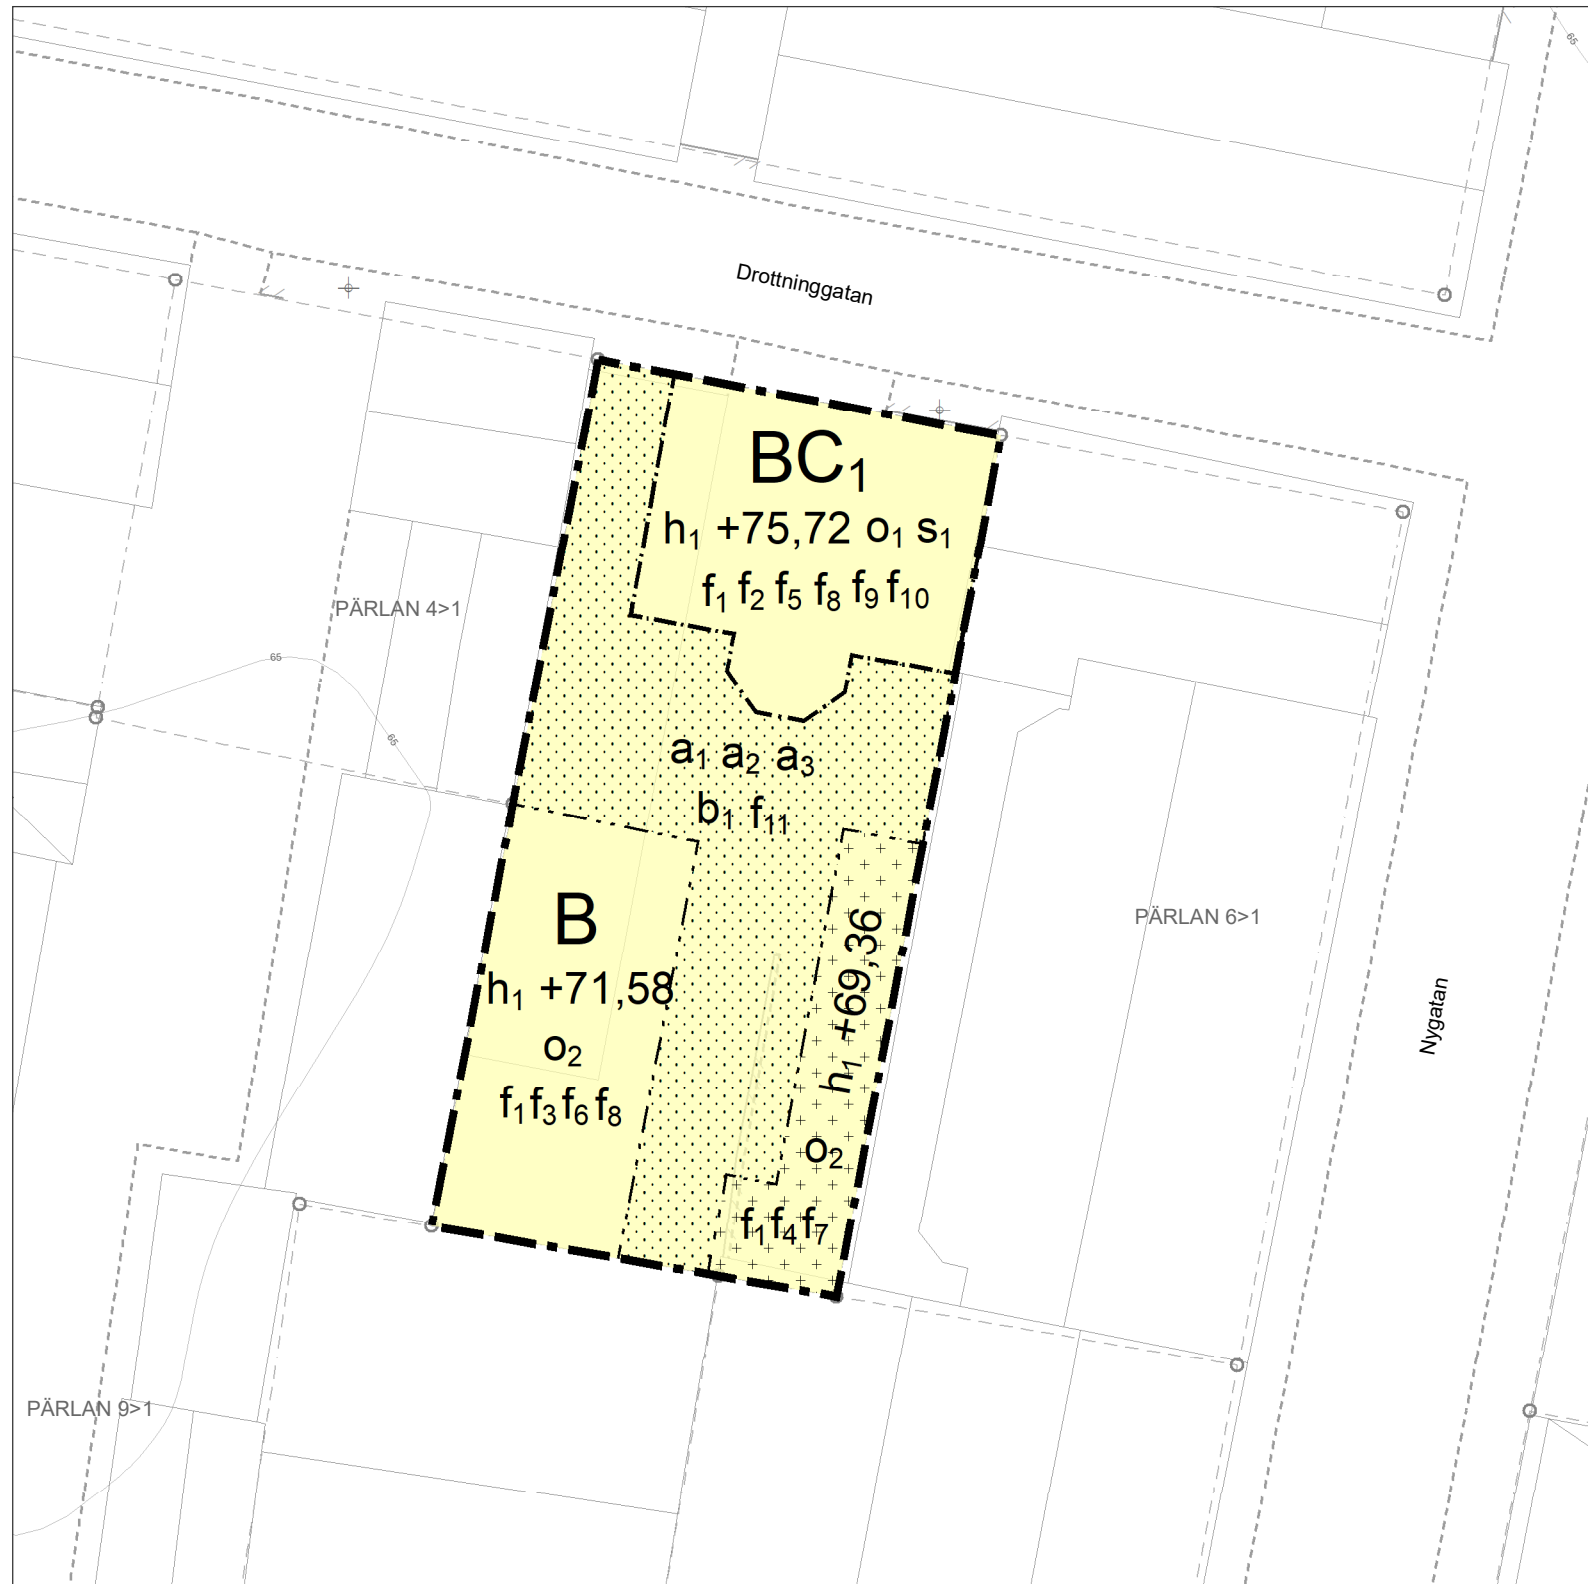 65
Drottninggatan
BC₁
h₁ +75,72 o₁ s₁
f₁ f₂ f₅ f₈ f₉ f₁₀
PÄRLAN 4>1
65
65
a₁ a₂ a₃
b₁ f₁₁
B
h₁ +71,58
o₂
f₁ f₃ f₆ f₈
h₁ +69,36
o₂
f₁ f₄ f₇
PÄRLAN 6>1
Nygatan
PÄRLAN 9>1